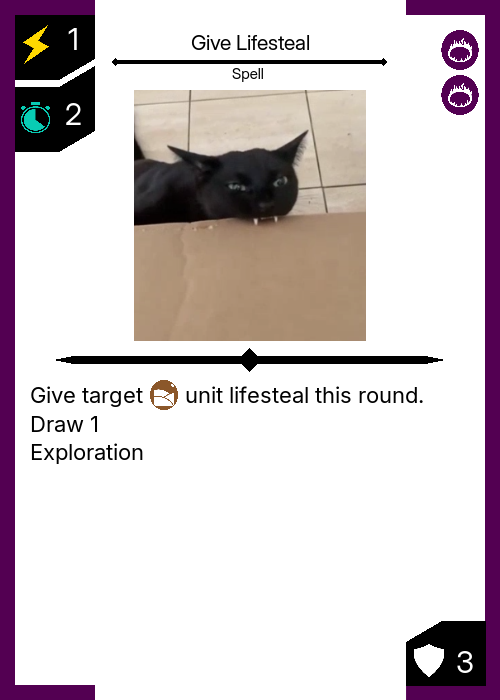 1
Give Lifesteal
Spell
2
Give target unit lifesteal this round.
Draw 1
Exploration
3